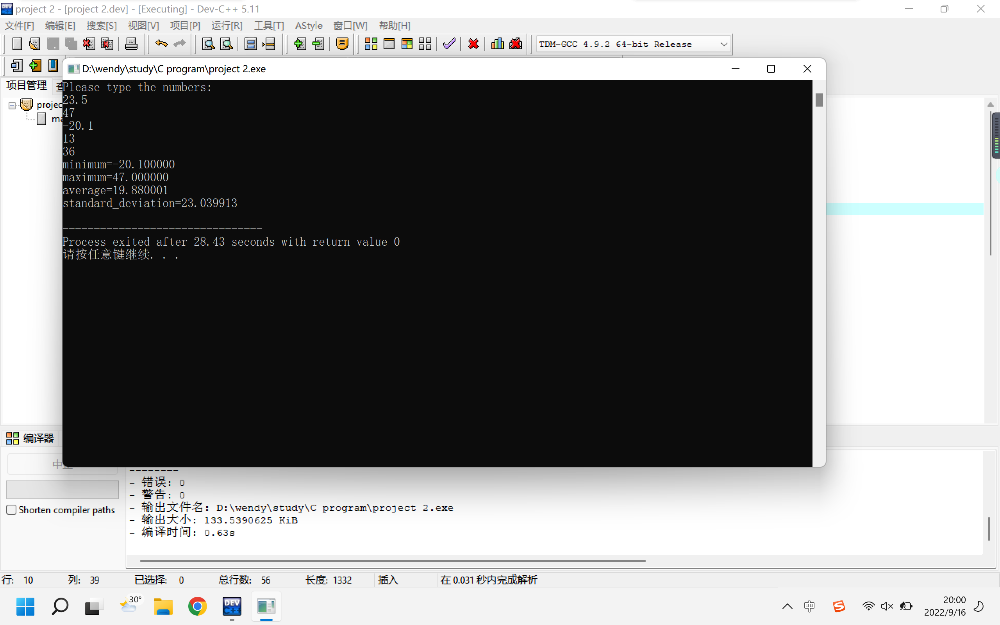 project 2 - [project 2.dev] - [Executing] - Dev-C++ 5.11
文件[F] 编辑[E] 搜索[S] 视图[V] 项目[P] 运行[R] 工具[T] AStyle 窗口[W] 帮助[H]
TDM-GCC 4.9.2 64-bit Release
D:\wendy\study\C program\project 2.exe
项目管理
projec
ma
Please type the numbers:
23.5
47
-20.1
13
36
minimum=-20.100000
maximum=47.000000
average=19.880001
standard_deviation=23.039913
--------------------------------
Process exited after 28.43 seconds with return value 0
请按任意键继续. . .
编译器
Shorten compiler paths
--------
- 错误: 0
- 警告: 0
- 输出文件名: D:\wendy\study\C program\project 2.exe
- 输出大小: 133.5390625 KiB
- 编译时间: 0.63s
行: 10 列: 39 已选择: 0 总行数: 56 长度: 1332 插入 在 0.031 秒内完成解析
30°
DEV C++
中
20:00
2022/9/16